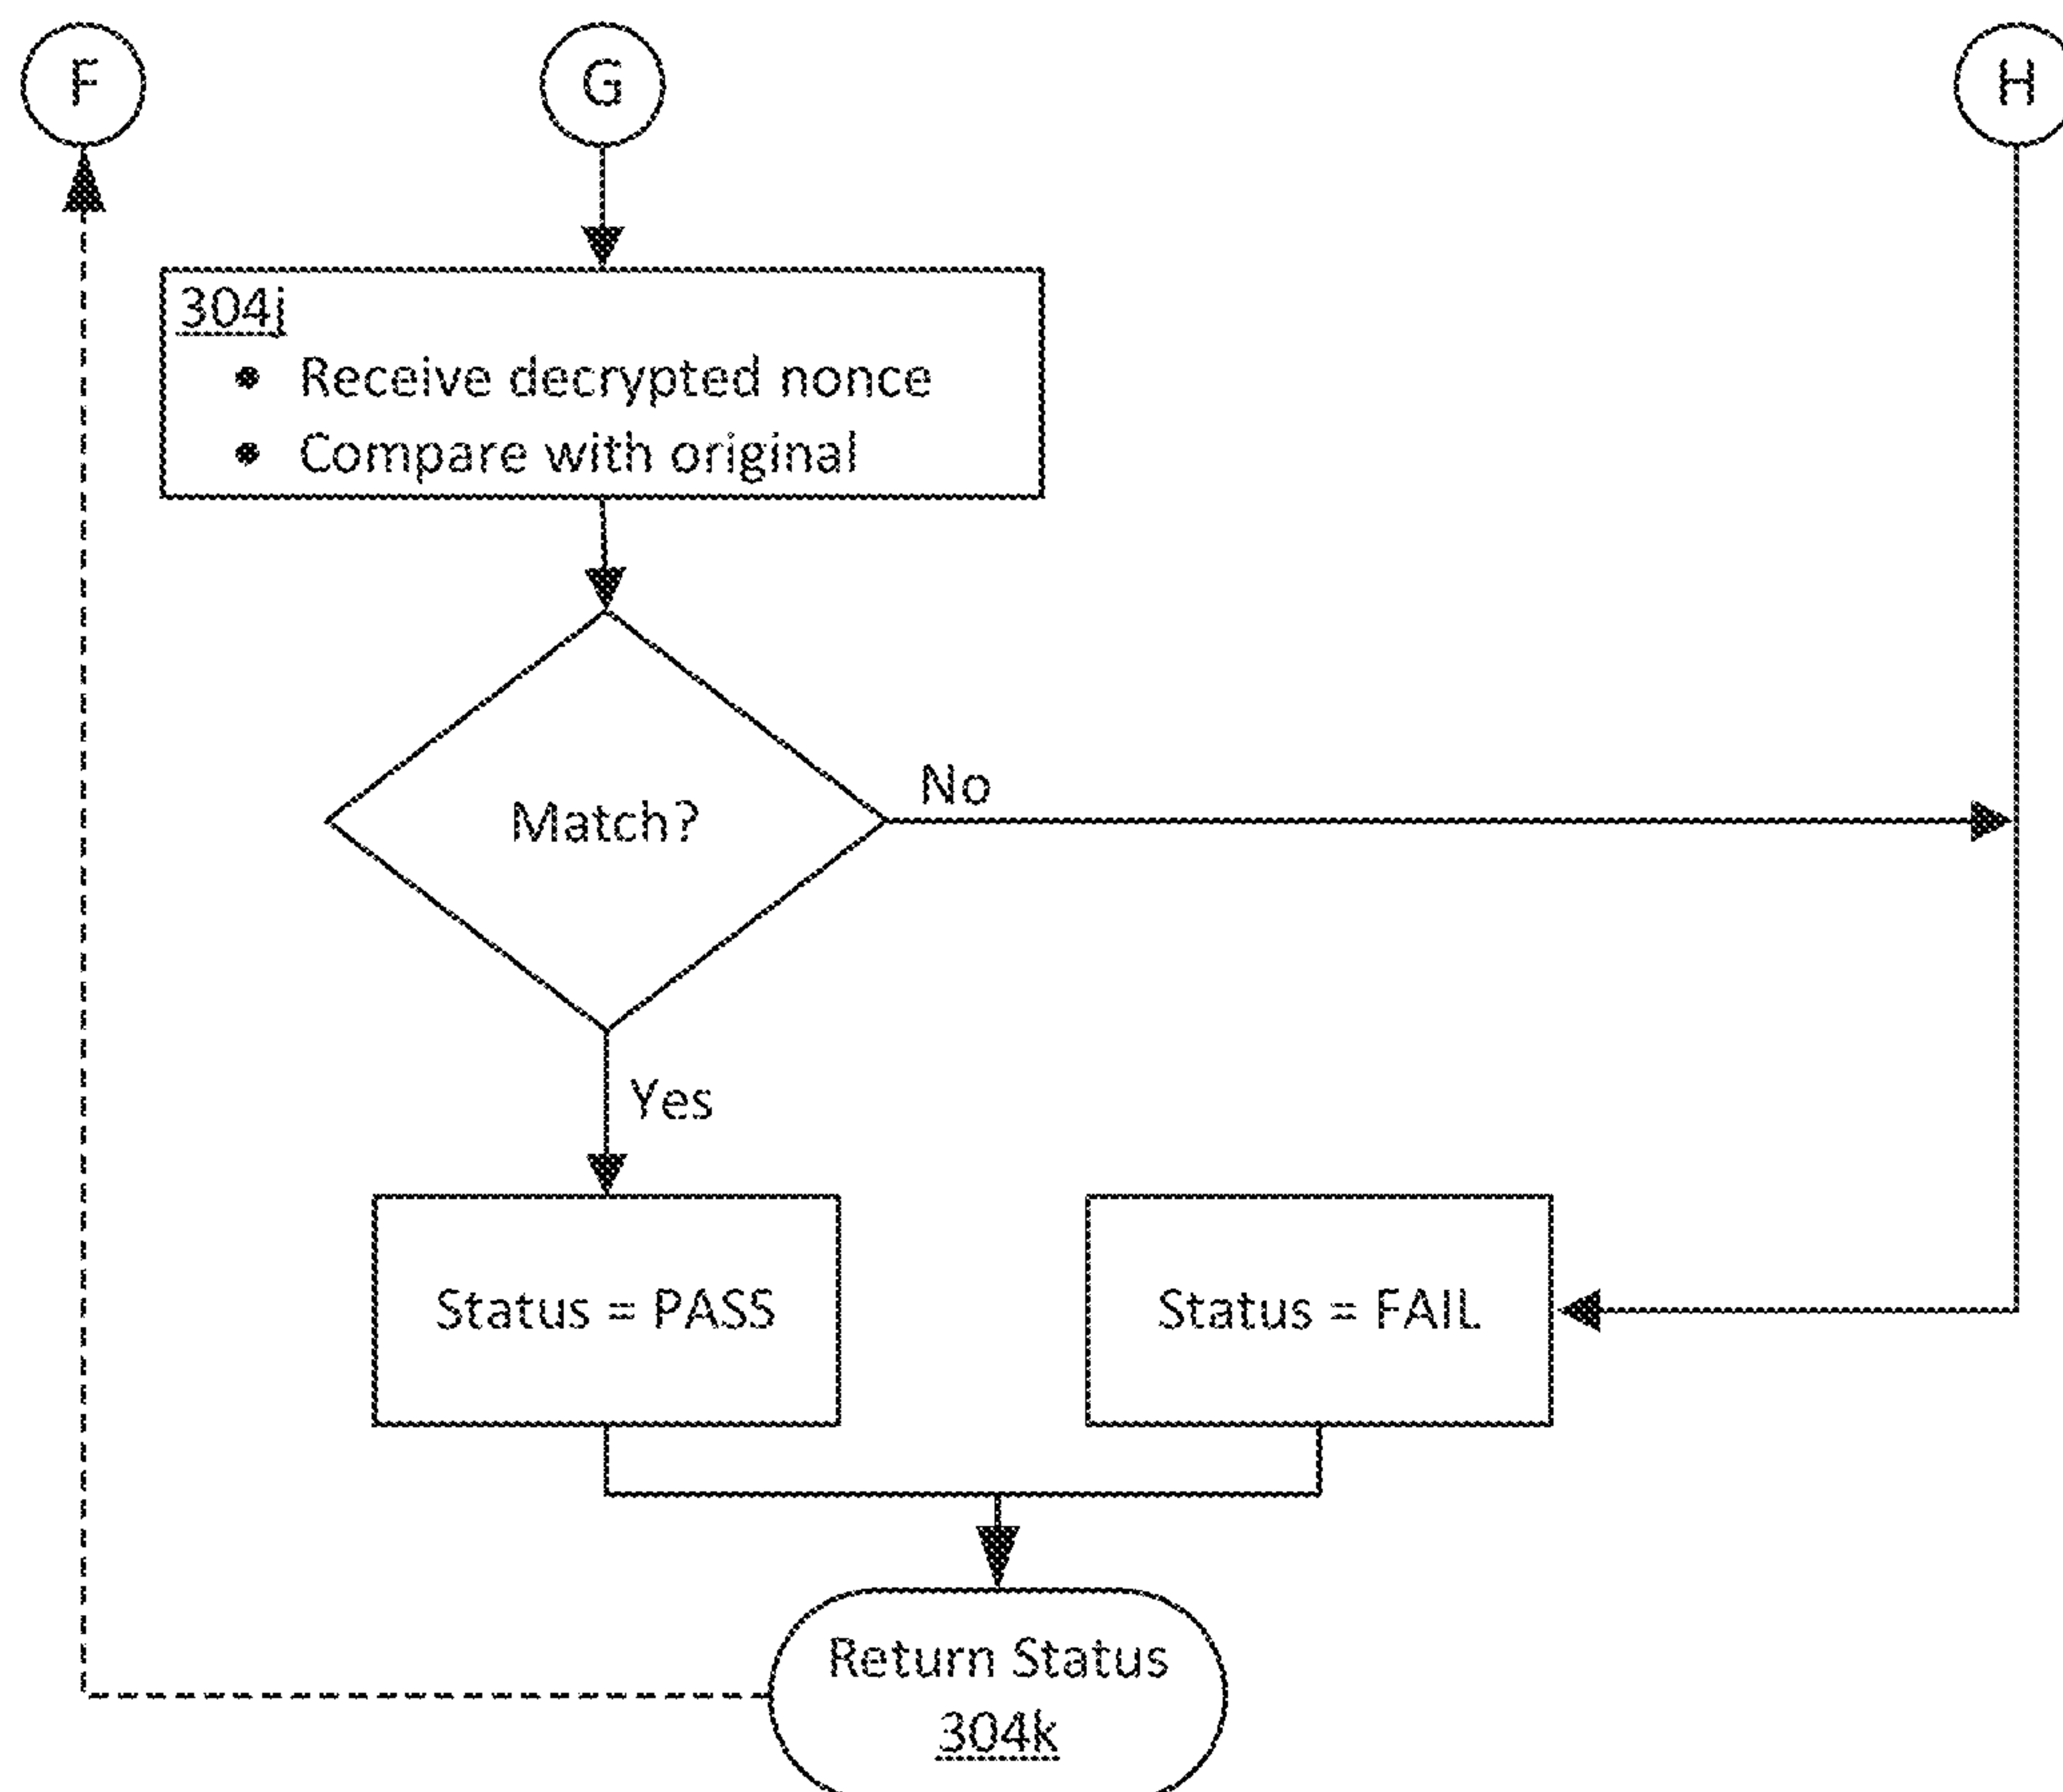 F
G
H
304j
• Receive decrypted nonce
• Compare with original
Match?
No
Yes
Status = PASS
Status = FAIL
Return Status
304k